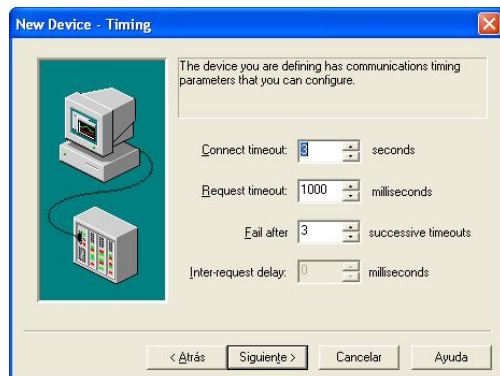 New Device - Timing
The device you are defining has communications timing
parameters that you can configure.
Connect timeout: 3 seconds
Request timeout: 1000 milliseconds
Fail after 3 successive timeouts
Inter-request delay: 0 milliseconds
< Atrás Siguiente > Cancelar Ayuda